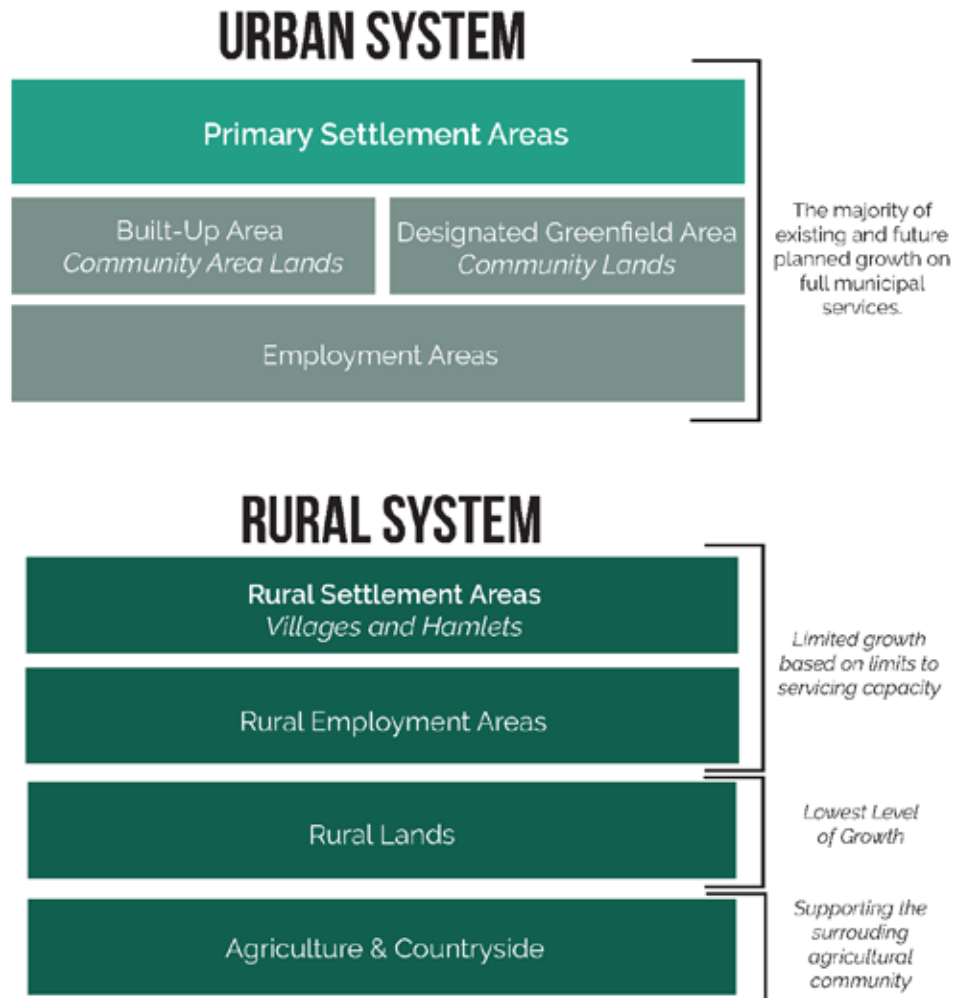 URBAN SYSTEM
Primary Settlement Areas
Built-Up Area
Community Area Lands
Designated Greenfield Area
Community Lands
Employment Areas
The majority of
existing and future
planned growth on
full municipal
services.
RURAL SYSTEM
Rural Settlement Areas
Villages and Hamlets
Rural Employment Areas
Limited growth
based on limits to
servicing capacity
Rural Lands
Lowest Level
of Growth
Agriculture & Countryside
Supporting the
surrouding
agricultural
community